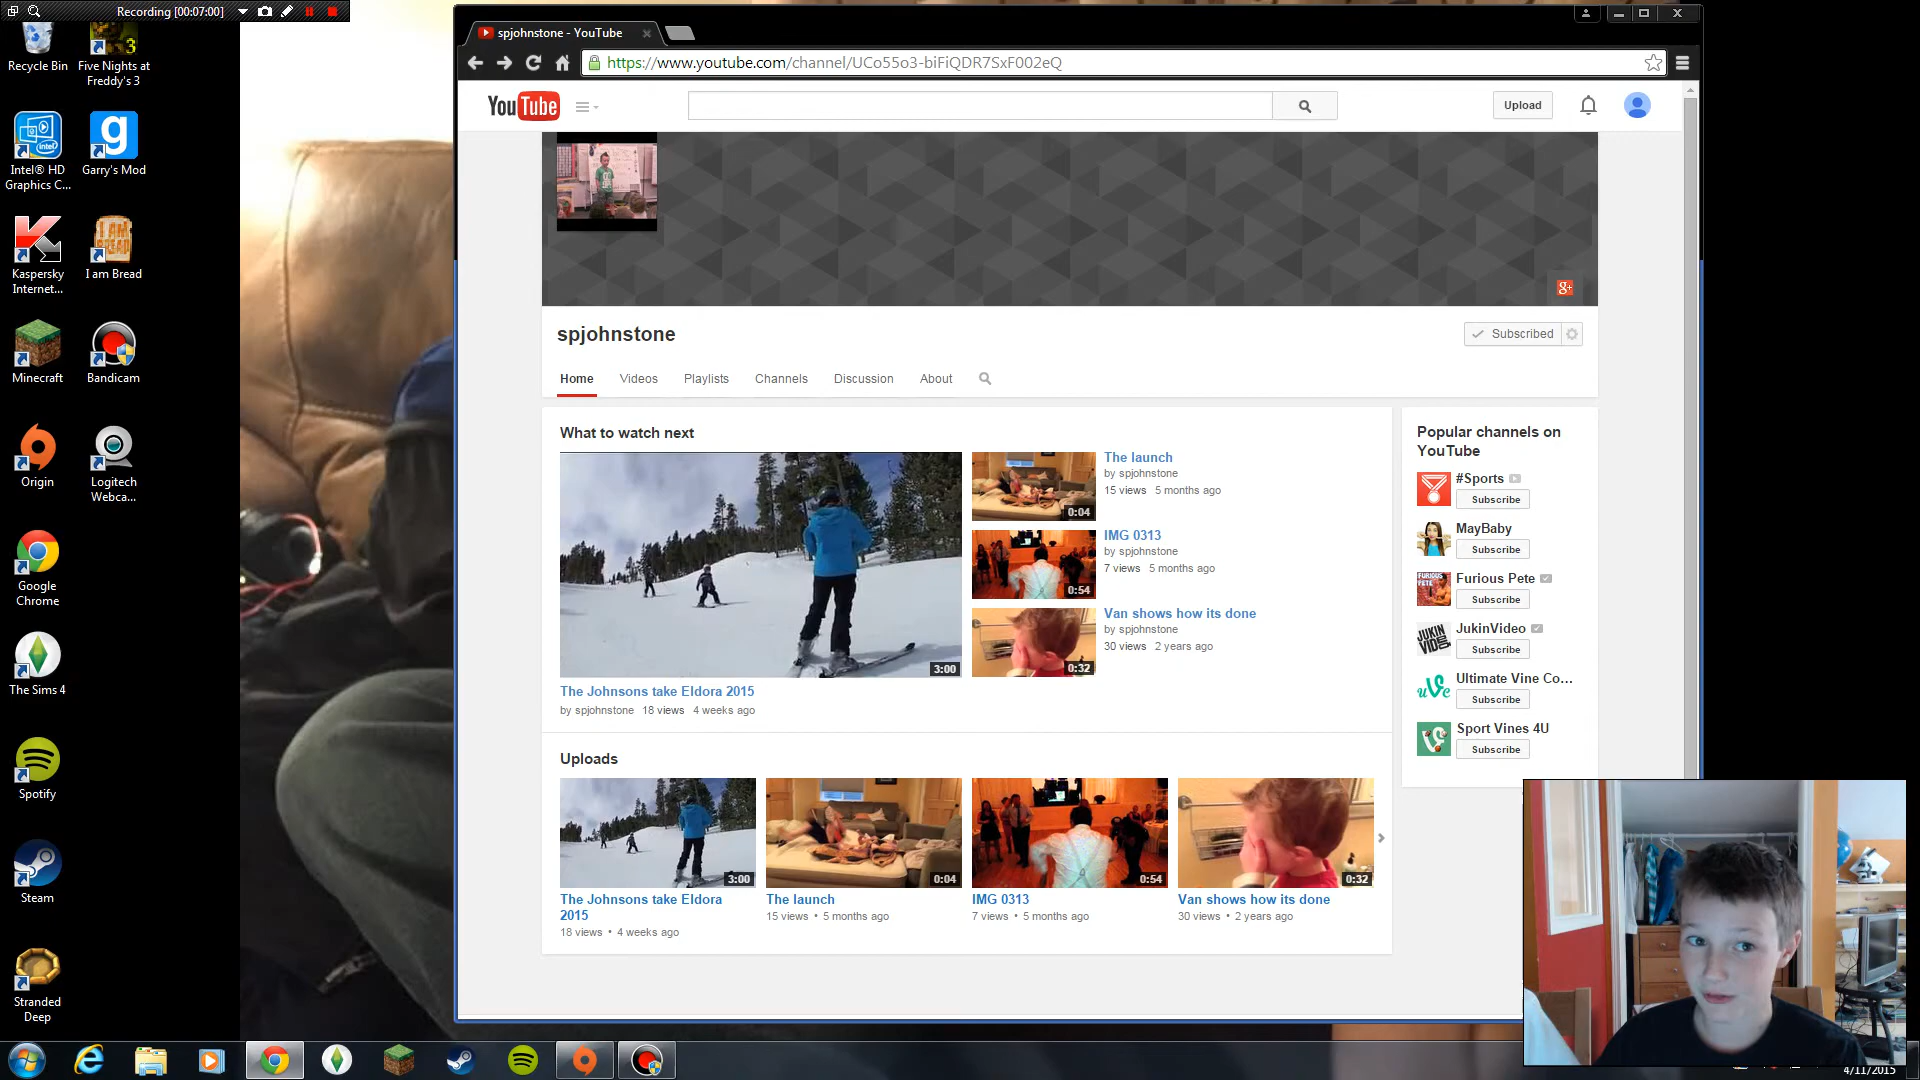 Recording [00:07:00]
Recycle Bin
Five Nights at
Freddy's 3
Intel® HD
Graphics C...
Garry's Mod
Kaspersky
Internet...
I am Bread
Minecraft
Bandicam
Origin
Logitech
Webca...
Google
Chrome
The Sims 4
Spotify
Steam
Stranded
Deep
spjohnstone - YouTube
https://www.youtube.com/channel/UCo55o3-biFiQDR7SxF002eQ
YouTube
Upload
spjohnstone
Subscribed
Home
Videos
Playlists
Channels
Discussion
About
What to watch next
3:00
The Johnsons take Eldora 2015
by spjohnstone 18 views 4 weeks ago
0:04
The launch
by spjohnstone
15 views 5 months ago
0:54
IMG 0313
by spjohnstone
7 views 5 months ago
0:32
Van shows how its done
by spjohnstone
30 views 2 years ago
Uploads
3:00
The Johnsons take Eldora
2015
18 views • 4 weeks ago
0:04
The launch
15 views • 5 months ago
0:54
IMG 0313
7 views • 5 months ago
0:32
Van shows how its done
30 views • 2 years ago
Popular channels on
YouTube
#Sports
Subscribe
MayBaby
Subscribe
FURIOUS
PETE
Furious Pete
Subscribe
JUKIN
VIDEO
JukinVideo
Subscribe
Ultimate Vine Co...
Subscribe
Sport Vines 4U
Subscribe
4/11/2015